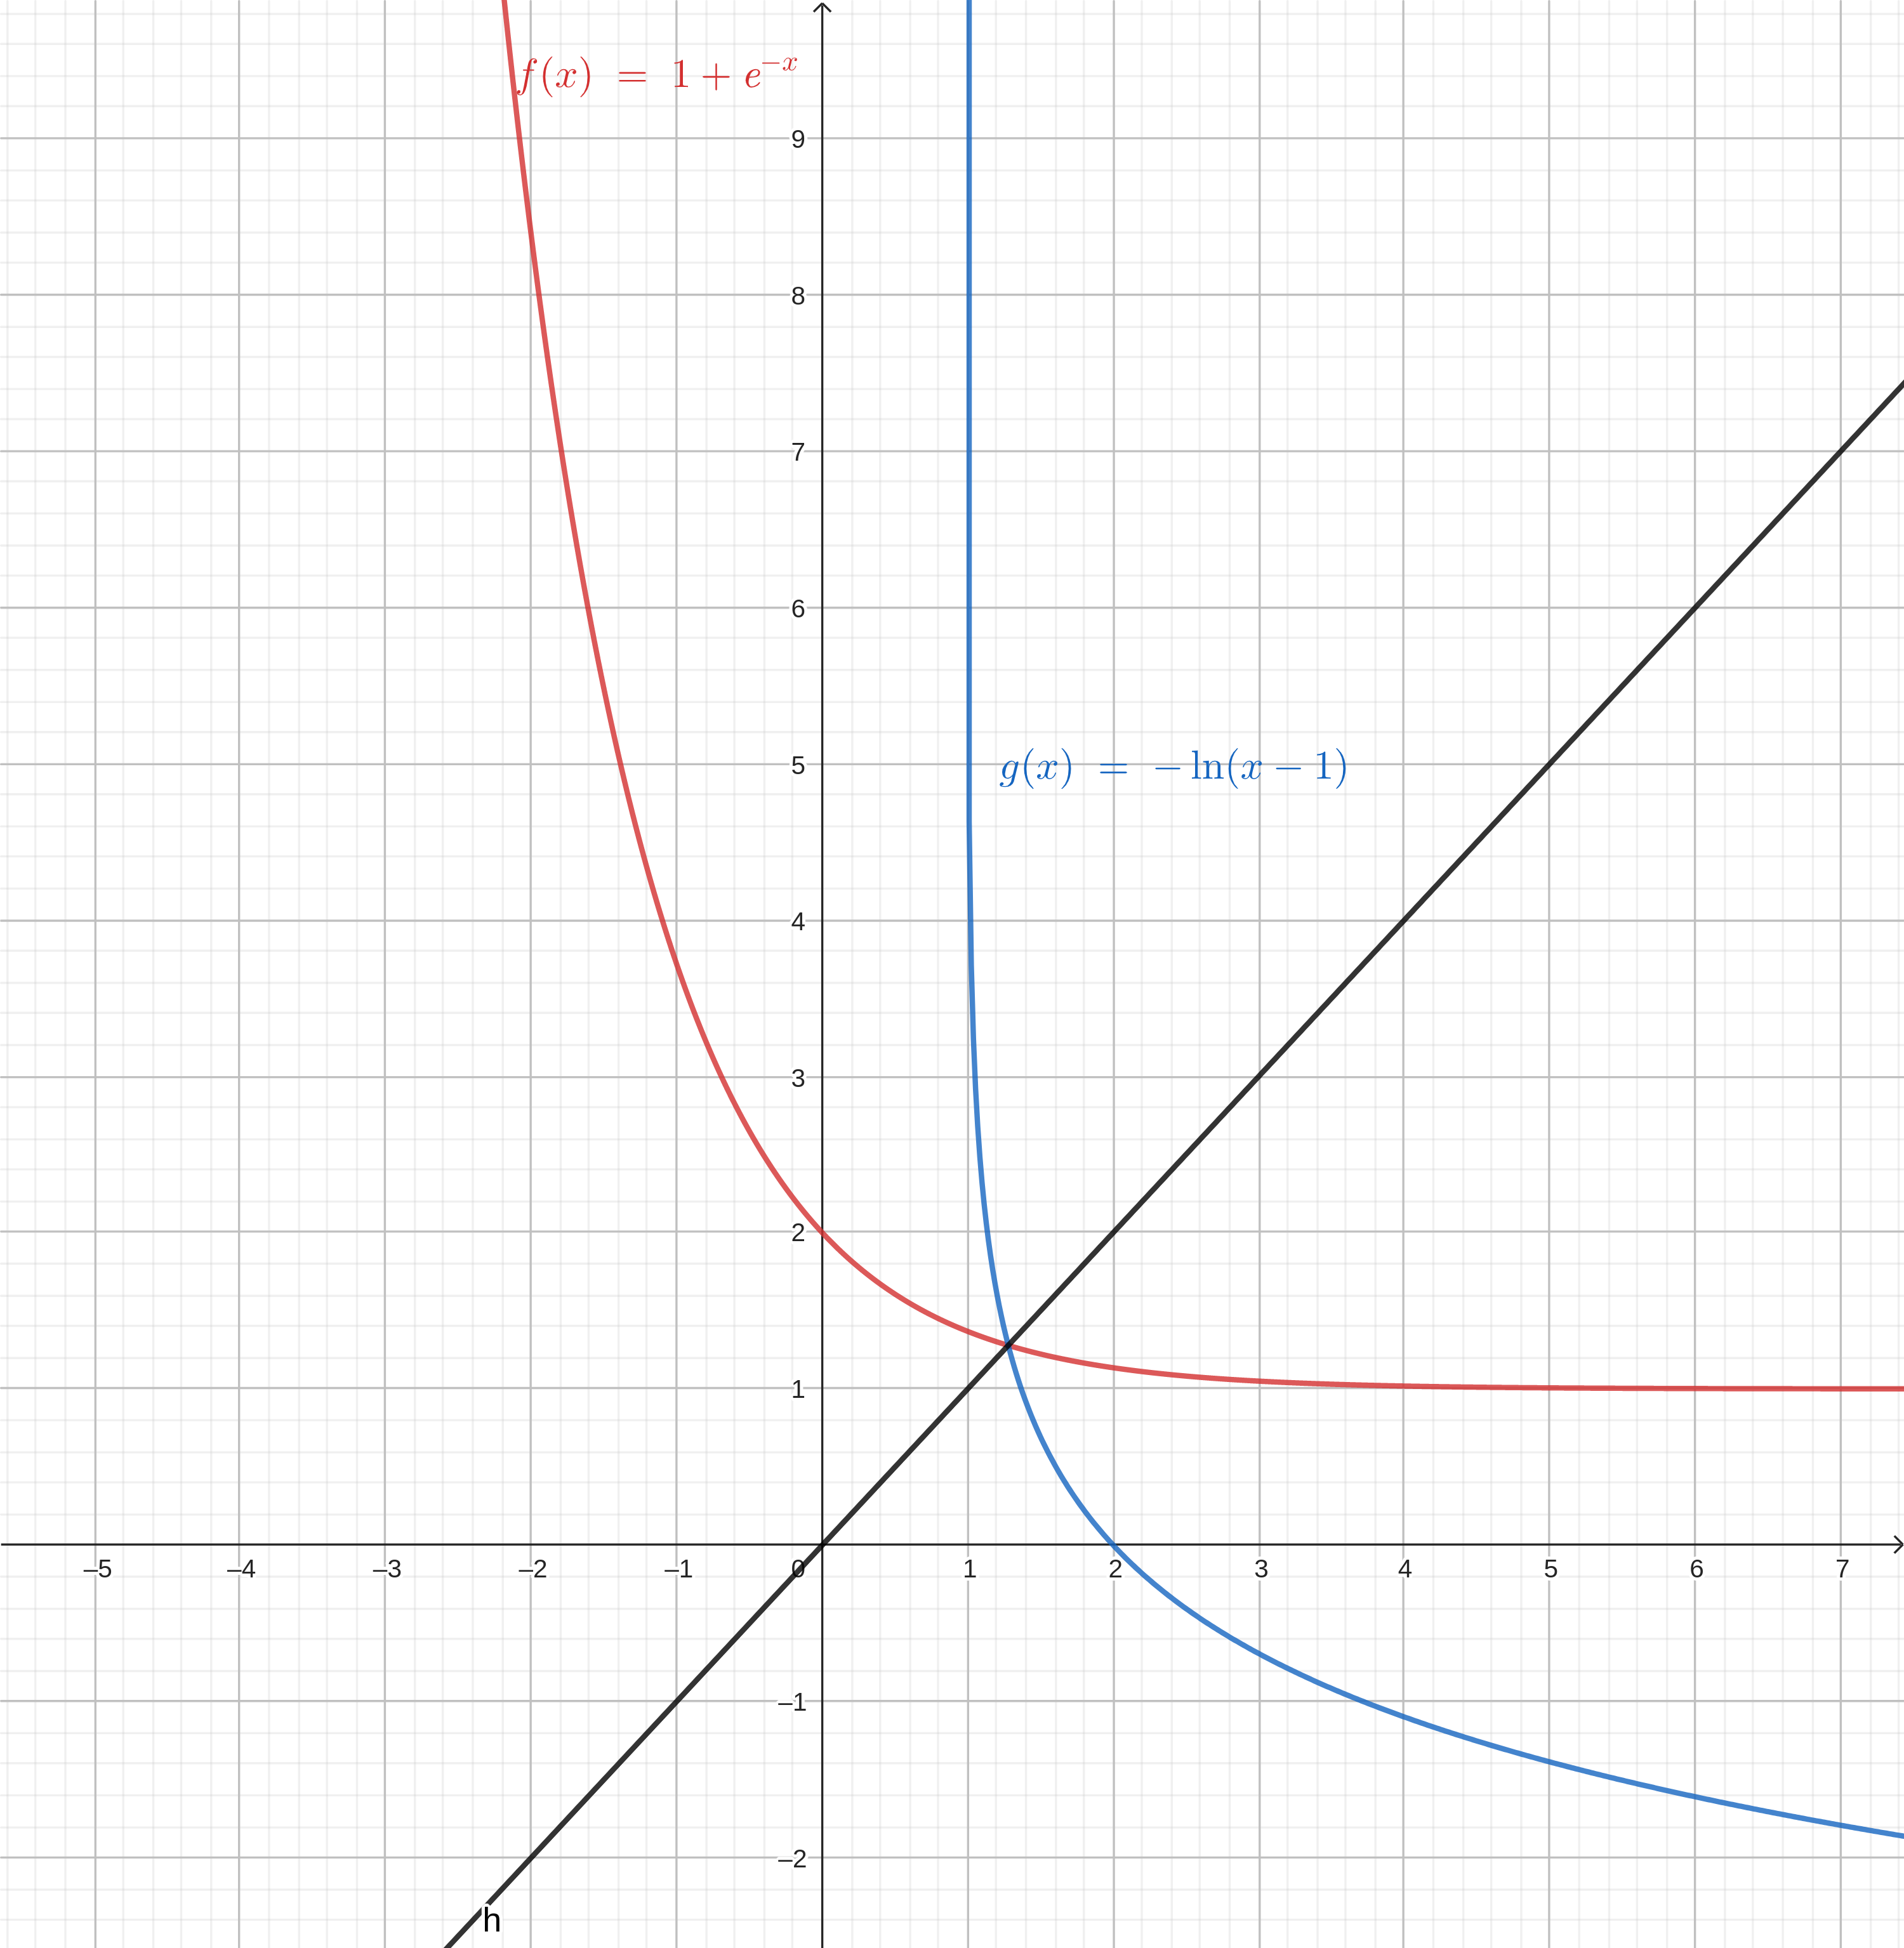 f(x) = 1 + e^{-x}
9
8
7
6
g(x) = -ln(x - 1)
5
4
3
2
1
–5 –4 –3 –2 –1 0 1 2 3 4 5 6 7
–1
–2
h